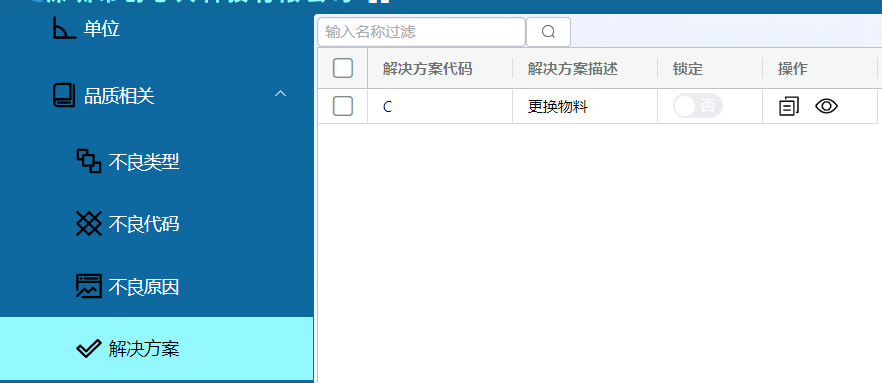 单位
品质相关
不良类型
不良代码
不良原因
解决方案
输入名称过滤
解决方案代码 解决方案描述 锁定 操作
C 更换物料 否